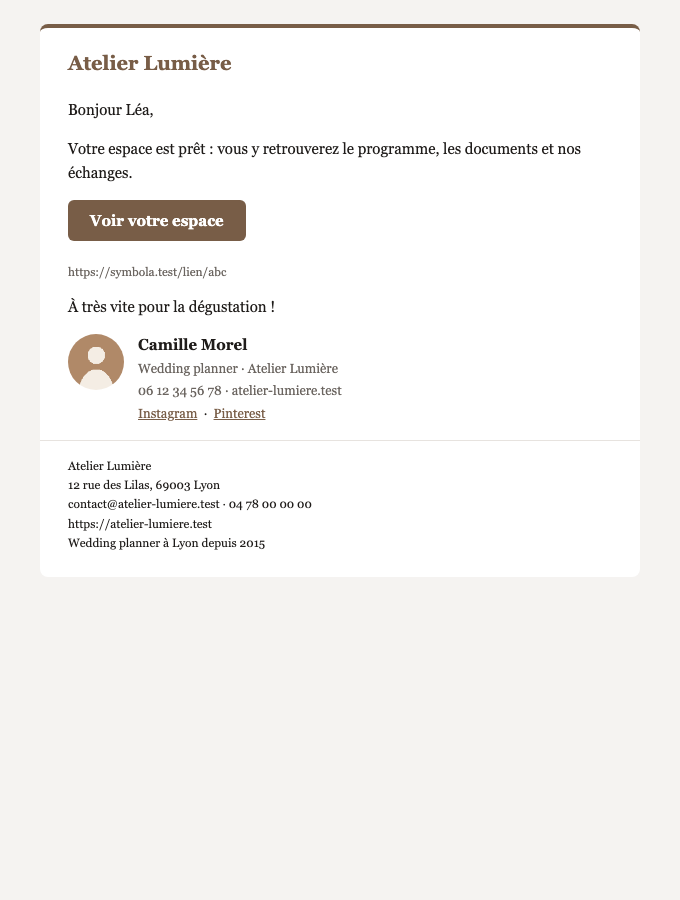 Atelier Lumière
Bonjour Léa,
Votre espace est prêt : vous y retrouverez le programme, les documents et nos
échanges.
Voir votre espace
https://symbola.test/lien/abc
À très vite pour la dégustation !
Camille Morel
Wedding planner · Atelier Lumière
06 12 34 56 78 · atelier-lumiere.test
Instagram · Pinterest
Atelier Lumière
12 rue des Lilas, 69003 Lyon
contact@atelier-lumiere.test · 04 78 00 00 00
https://atelier-lumiere.test
Wedding planner à Lyon depuis 2015